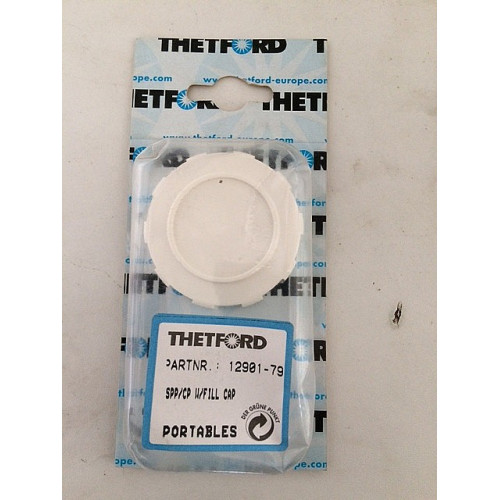 THETFORD
www.thetford-europe.com
THETFORD
www.thetford-europe.com
THETFORD
PARTNR.: 12901-79
SPP/CP W/FILL CAP
DER GRÜNE PUNKT
PORTABLES